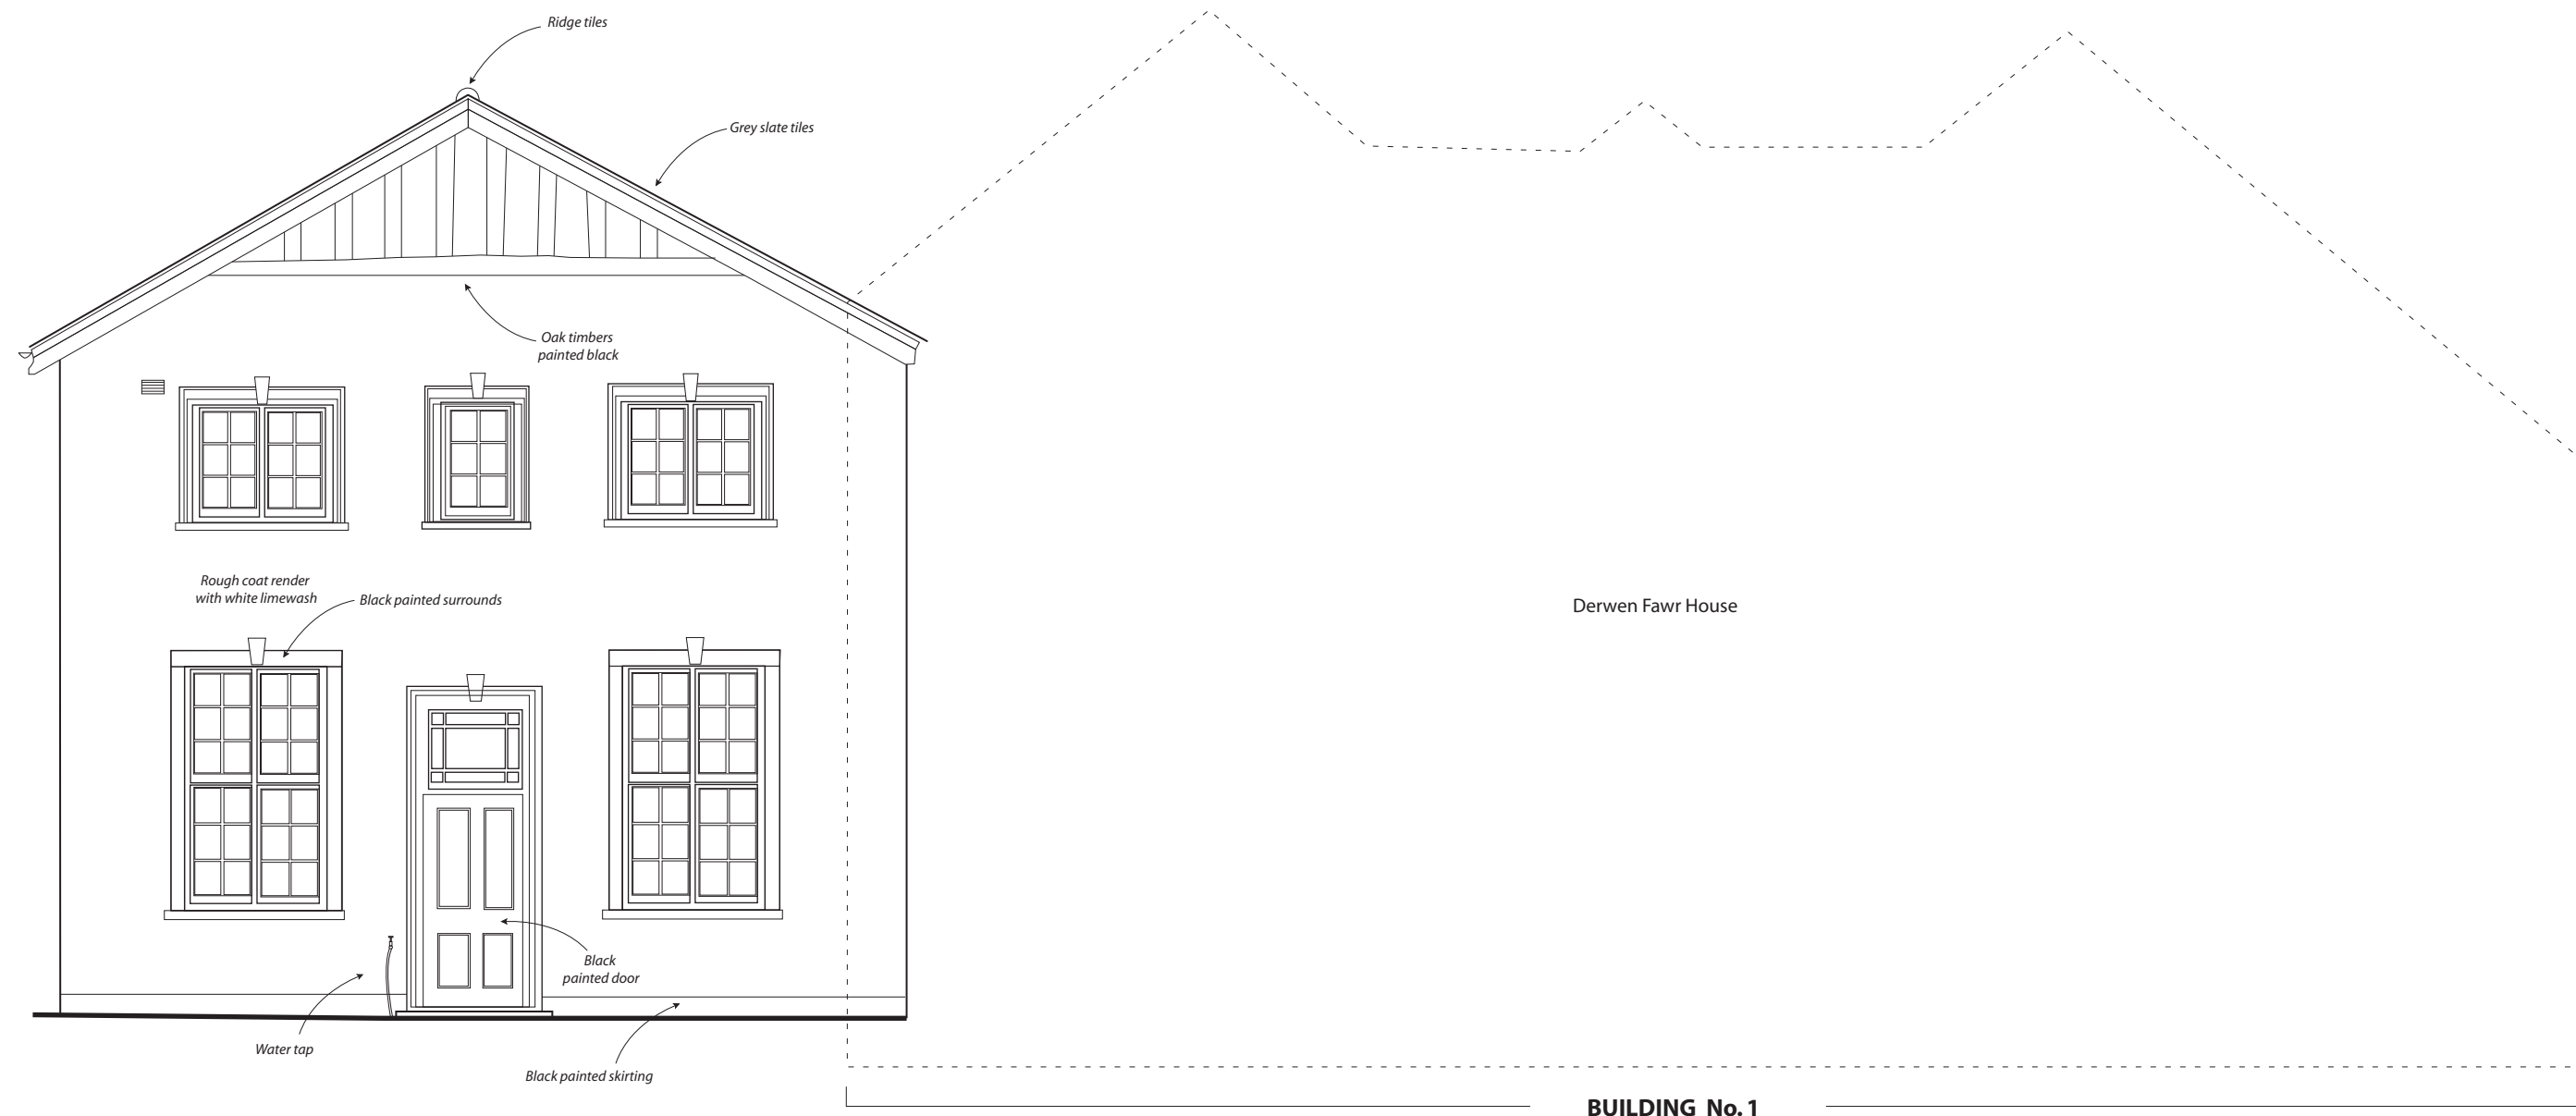 Ridge tiles
Grey slate tiles
Oak timbers
painted black
Rough coat render
with white limewash
Black painted surrounds
Derwen Fawr House
Black
painted door
Water tap
Black painted skirting
BUILDING No. 1